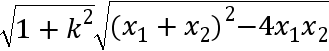 √(1 + k²) √((x₁ + x₂)² − 4x₁x₂)